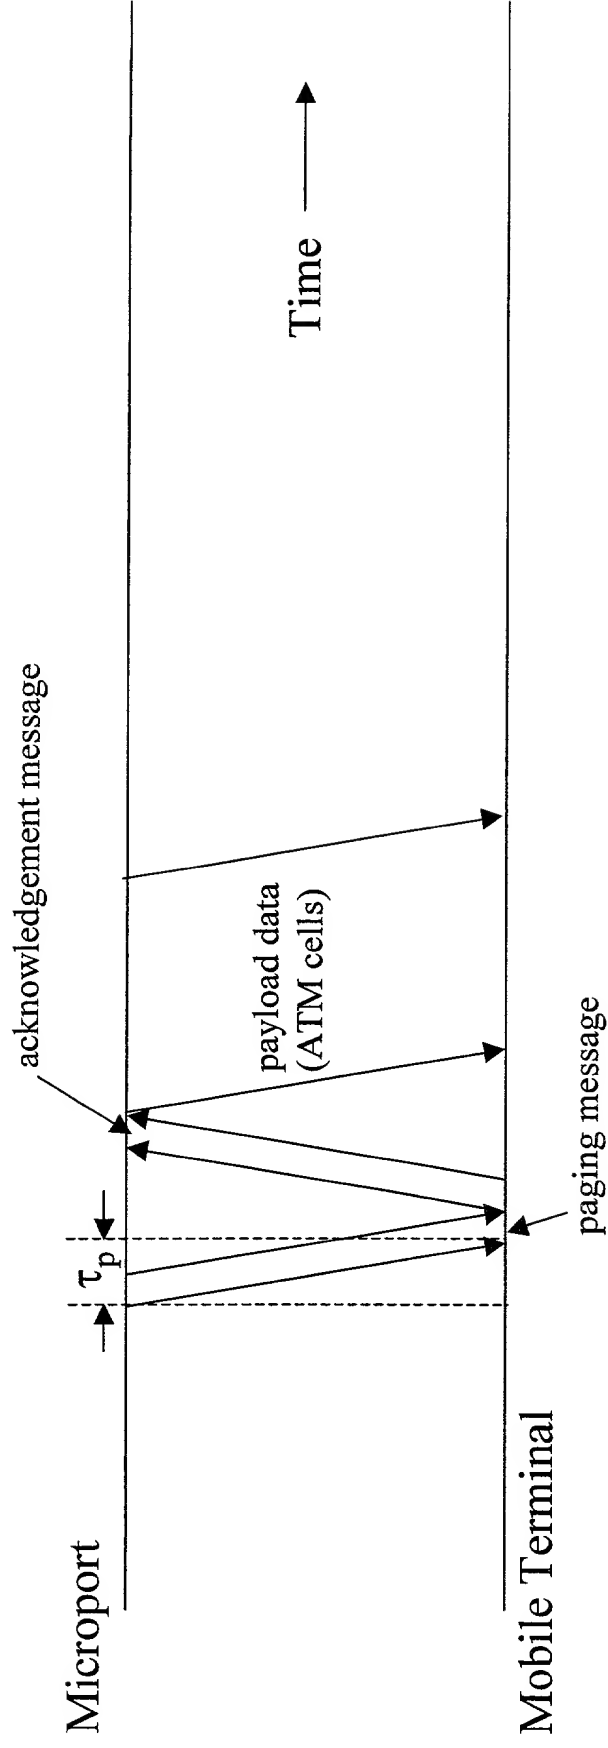 Microport
τp
acknowledgement message
payload data
(ATM cells)
Time
paging message
Mobile Terminal